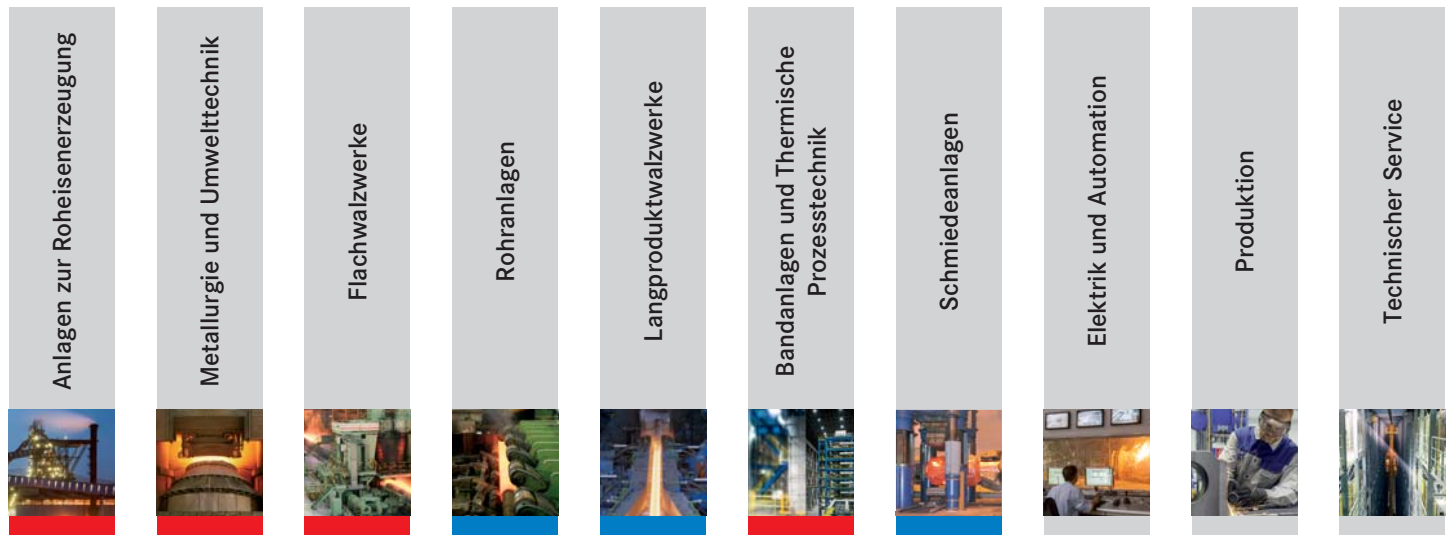 Anlagen zur Roheisenerzeugung
Metallurgie und Umwelttechnik
Flachwalzwerke
Rohranlagen
Langproduktwalzwerke
Bandanlagen und Thermische
Prozesstechnik
Schmiedeanlagen
Elektrik und Automation
Produktion
Technischer Service